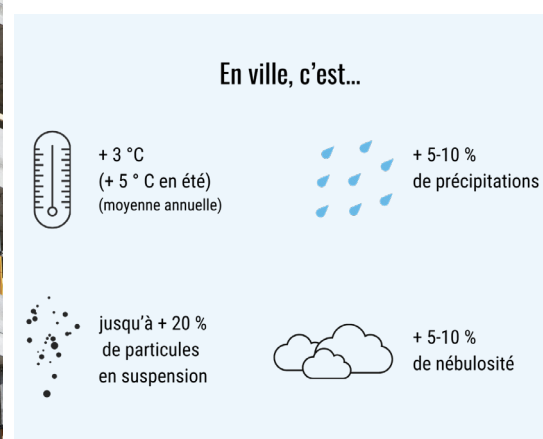 En ville, c'est...
+ 3 °C
(+ 5 ° C en été)
(moyenne annuelle)
+ 5-10 %
de précipitations
jusqu'à + 20 %
de particules
en suspension
+ 5-10 %
de nébulosité